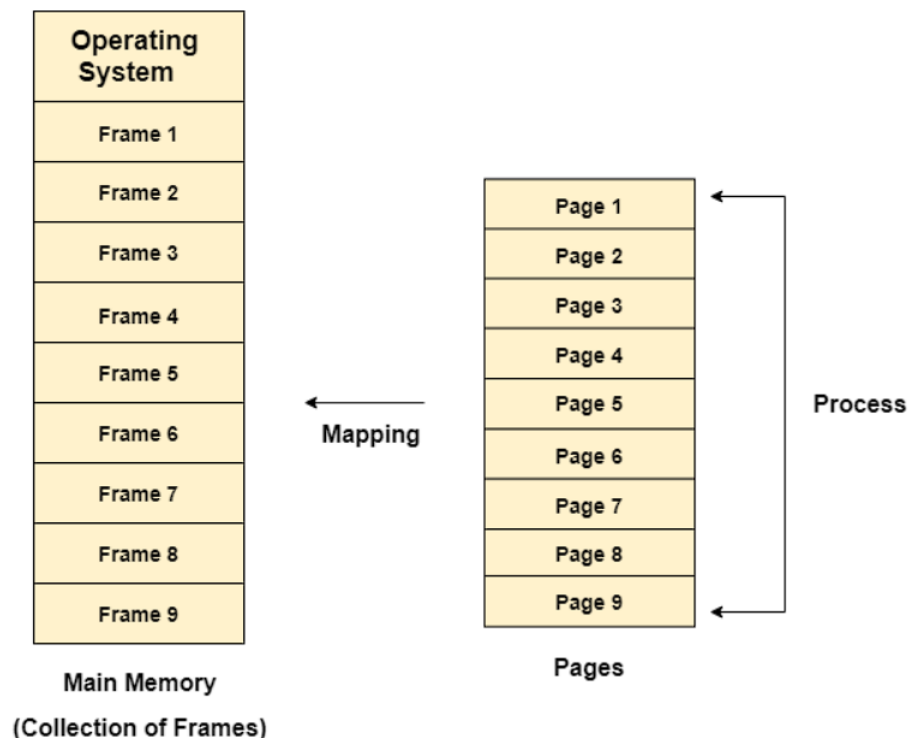 Operating
System
Frame 1
Frame 2
Frame 3
Frame 4
Frame 5
Frame 6
Frame 7
Frame 8
Frame 9
Main Memory
(Collection of Frames)
Mapping
Page 1
Page 2
Page 3
Page 4
Page 5
Page 6
Page 7
Page 8
Page 9
Pages
Process